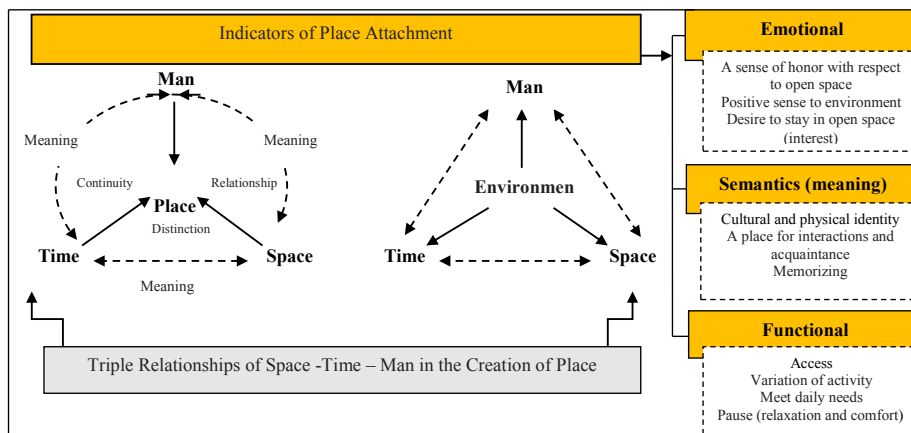 Indicators of Place Attachment
Man
Meaning
Meaning
Continuity
Relationship
Place
Distinction
Time
Space
Meaning
Man
Environmen
Time
Space
Triple Relationships of Space -Time – Man in the Creation of Place
Emotional
A sense of honor with respect
to open space
Positive sense to environment
Desire to stay in open space
(interest)
Semantics (meaning)
Cultural and physical identity
A place for interactions and
acquaintance
Memorizing
Functional
Access
Variation of activity
Meet daily needs
Pause (relaxation and comfort)